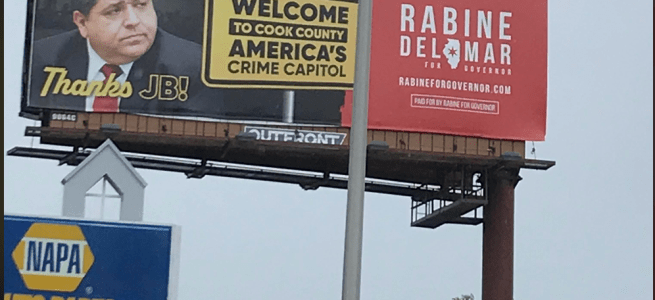 WELCOME
TO COOK COUNTY
AMERICA'S
CRIME CAPITOL
Thanks JB!
RABINE
DEL MAR
FOR GOVERNOR
RABINEFORGOVERNOR.COM
PAID FOR BY RABINE FOR GOVERNOR
9864C
OUTFRONT/
NAPA